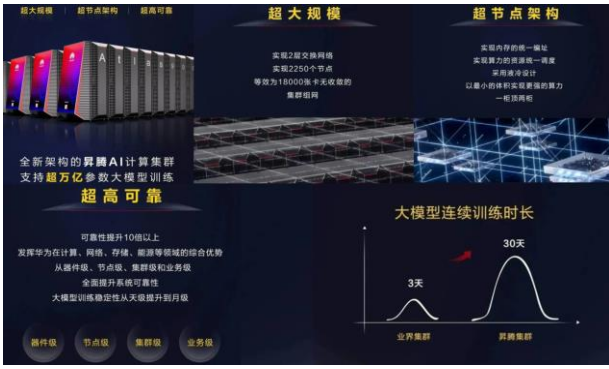 超大规模 | 超节点架构 | 超高可靠
Atlas
全新架构的昇腾AI计算集群
支持超万亿参数大模型训练
超大规模
实现2层交换网络
实现2250个节点
等效为18000张卡无收敛的
集群组网
超节点架构
实现内存的统一编址
实现算力的资源统一调度
采用液冷设计
以最小的体积实现更强的算力
一柜顶两柜
超高可靠
可靠性提升10倍以上
发挥华为在计算、网络、存储、能源等领域的综合优势
从器件级、节点级、集群级和业务级
全面提升系统可靠性
大模型训练稳定性从天级提升到月级
器件级
节点级
集群级
业务级
大模型连续训练时长
30天
3天
业界集群
昇腾集群